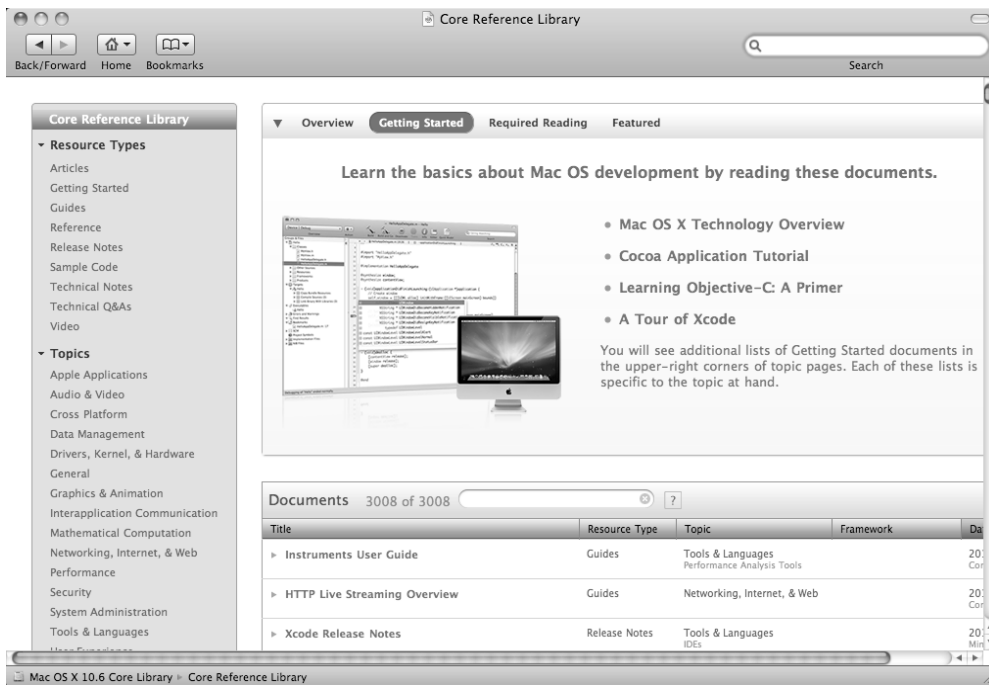 Core Reference Library
Back/Forward Home Bookmarks
Search
Core Reference Library
Resource Types
Articles
Getting Started
Guides
Reference
Release Notes
Sample Code
Technical Notes
Technical Q&As
Video
Topics
Apple Applications
Audio & Video
Cross Platform
Data Management
Drivers, Kernel, & Hardware
General
Graphics & Animation
Interapplication Communication
Mathematical Computation
Networking, Internet, & Web
Performance
Security
System Administration
Tools & Languages
Overview Getting Started Required Reading Featured
Learn the basics about Mac OS development by reading these documents.
• Mac OS X Technology Overview
• Cocoa Application Tutorial
• Learning Objective-C: A Primer
• A Tour of Xcode
You will see additional lists of Getting Started documents in
the upper-right corners of topic pages. Each of these lists is
specific to the topic at hand.
Documents 3008 of 3008 ?
Title Resource Type Topic Framework Da
Instruments User Guide Guides Tools & Languages 20
Performance Analysis Tools Cor
HTTP Live Streaming Overview Guides Networking, Internet, & Web 20
Cor
Xcode Release Notes Release Notes Tools & Languages 20
IDEs Min
Mac OS X 10.6 Core Library Core Reference Library